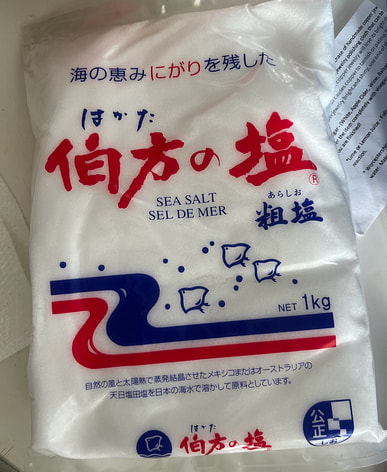 海の恵みにがりを残した
はかた
伯方の塩®
SEA SALT
SEL DE MER
あらしお
粗塩
NET 1kg
自然の風と太陽熱で蒸発結晶させたメキシコまたはオーストラリアの
天日塩田塩を日本の海水で溶かして原料としています。
はかた
伯方の塩
公正
しお